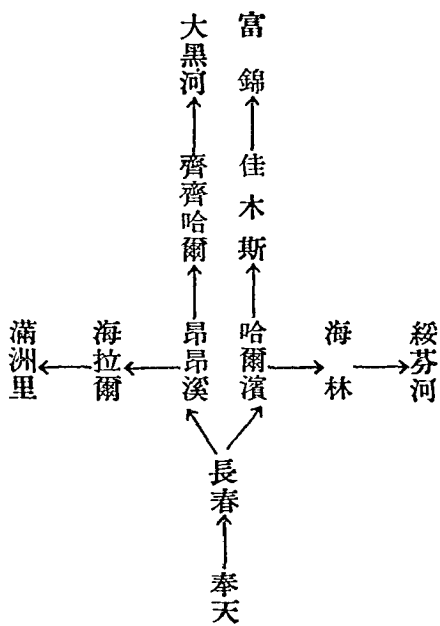 大黑河
富錦
齊齊哈爾
佳木斯
滿洲里
海拉爾
昂昂溪
哈爾濱
海林
綏芬河
長春
奉天